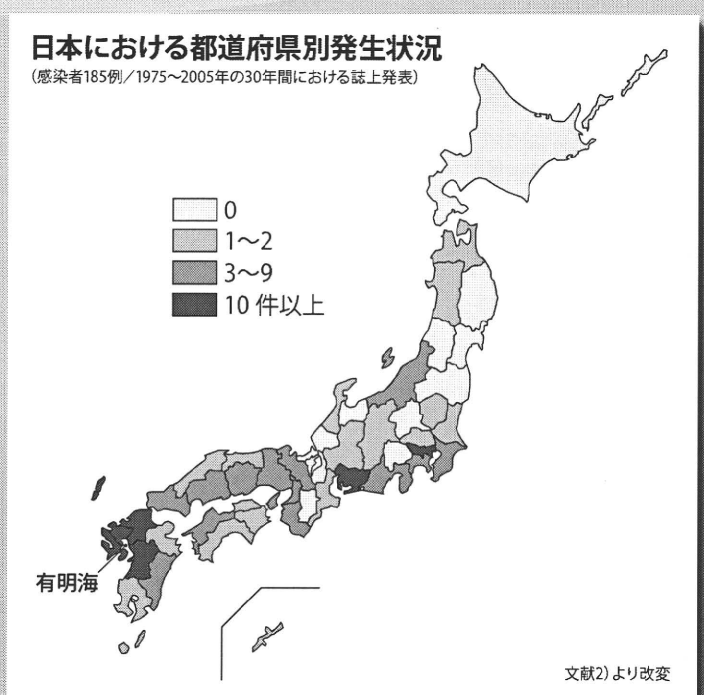 日本における都道府県別発生状況
（感染者185例／1975〜2005年の30年間における誌上発表）
0
1〜2
3〜9
10 件以上
有明海
文献2）より改変